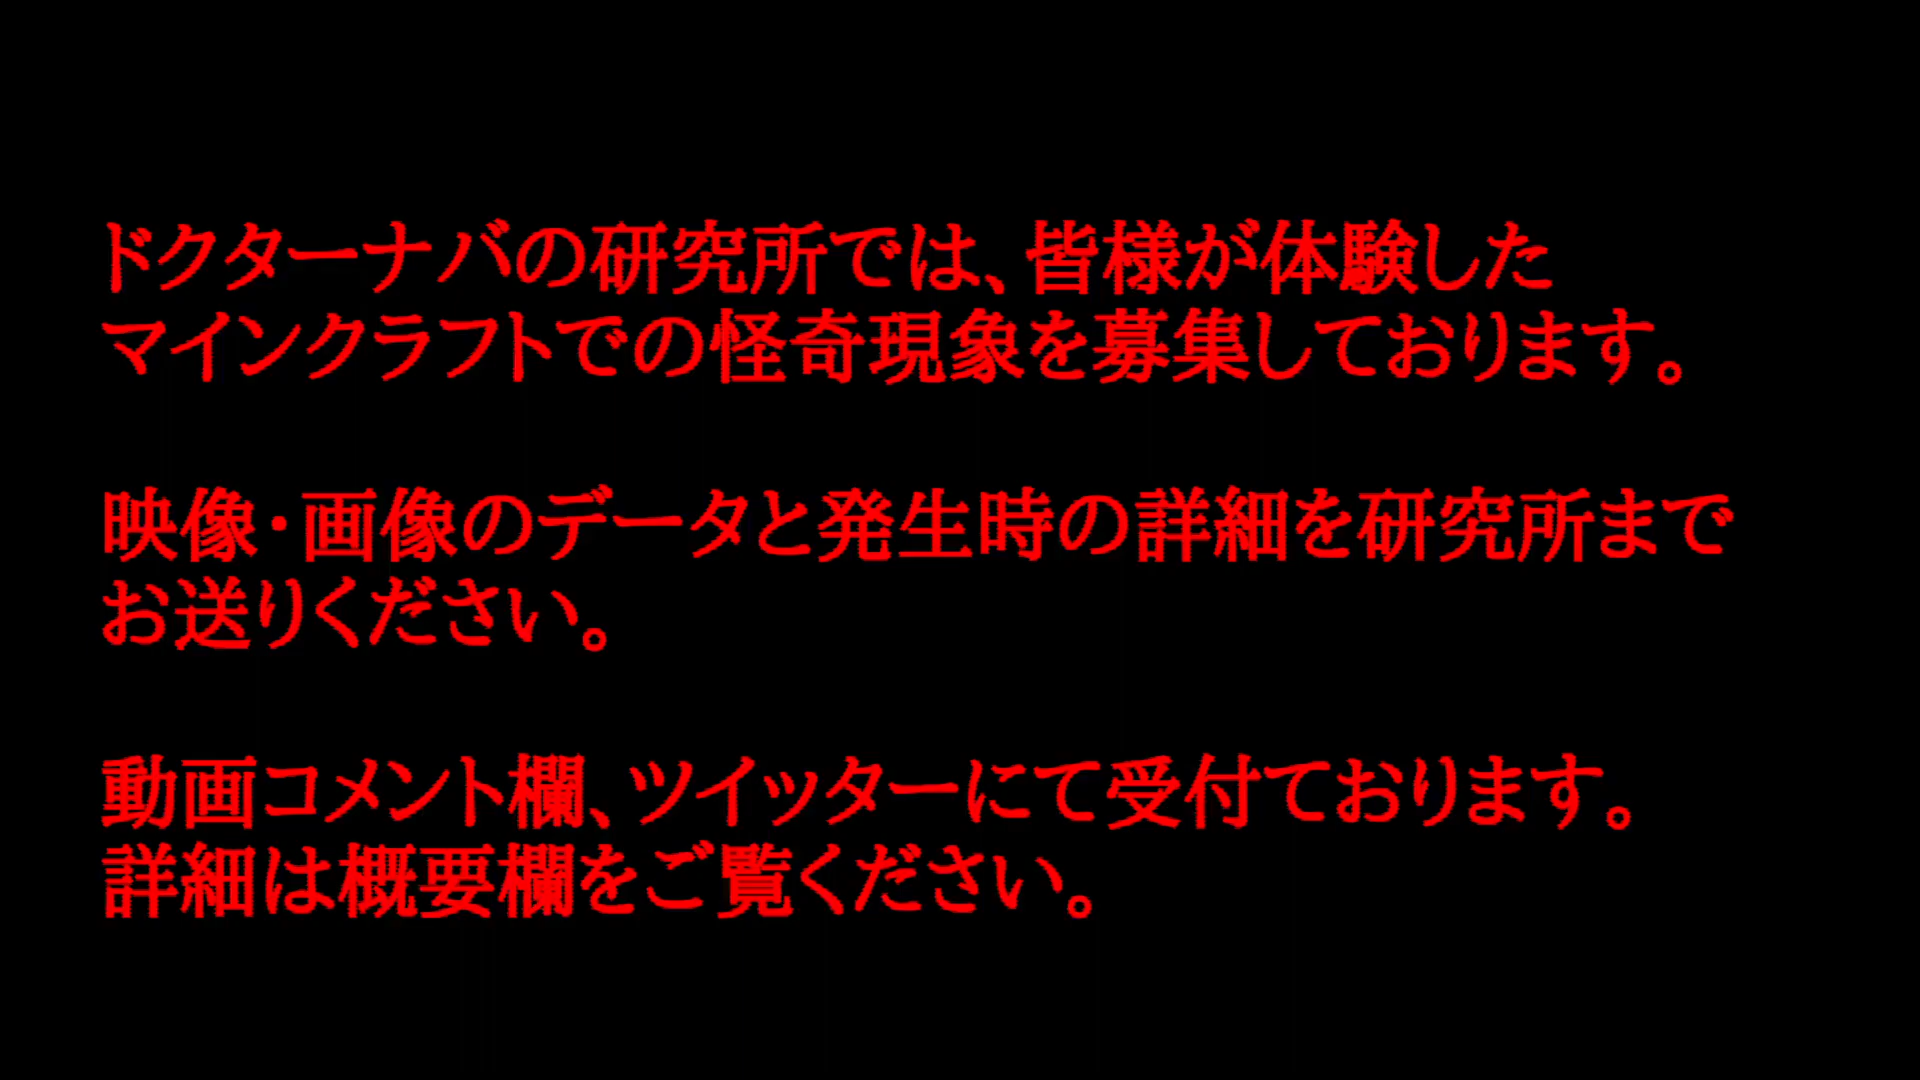 ドクターナバの研究所では、皆様が体験した
マインクラフトでの怪奇現象を募集しております。
映像・画像のデータと発生時の詳細を研究所まで
お送りください。
動画コメント欄、ツイッターにて受付ております。
詳細は概要欄をご覧ください。